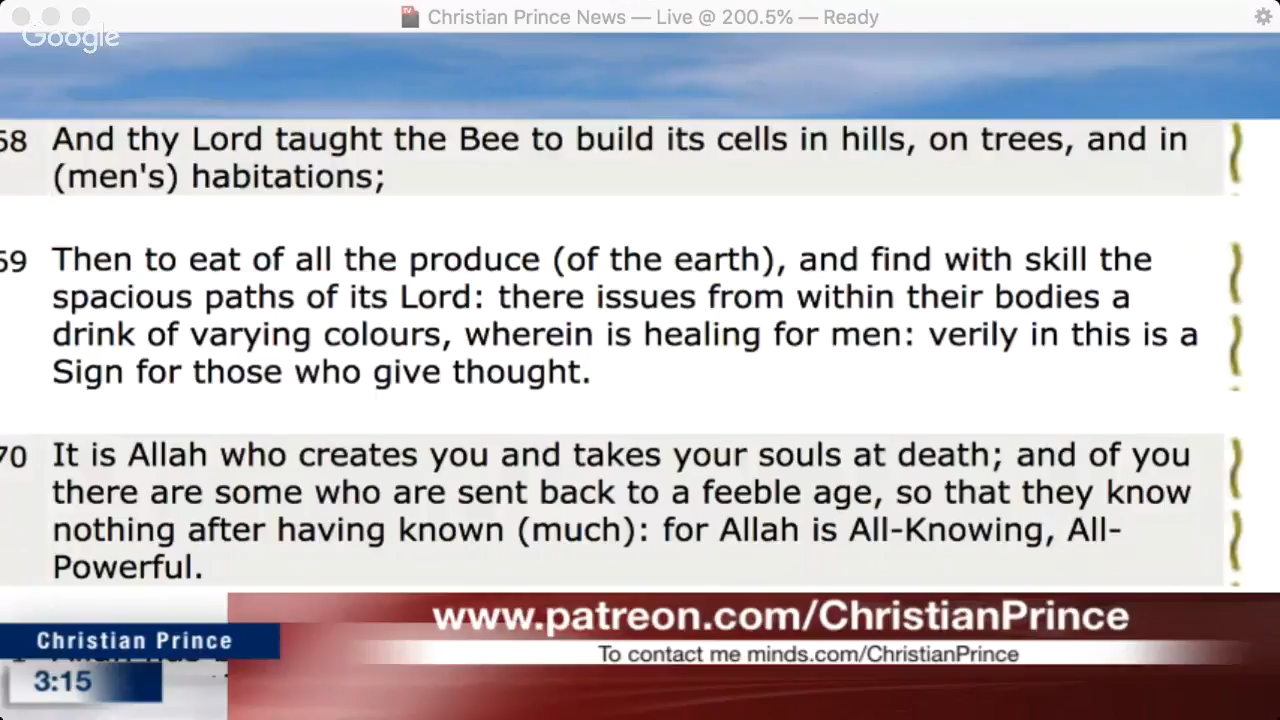 Christian Prince News — Live @ 200.5% — Ready
Google
68 And thy Lord taught the Bee to build its cells in hills, on trees, and in
(men's) habitations;
69 Then to eat of all the produce (of the earth), and find with skill the
spacious paths of its Lord: there issues from within their bodies a
drink of varying colours, wherein is healing for men: verily in this is a
Sign for those who give thought.
70 It is Allah who creates you and takes your souls at death; and of you
there are some who are sent back to a feeble age, so that they know
nothing after having known (much): for Allah is All-Knowing, All-
Powerful.
www.patreon.com/ChristianPrince
Christian Prince
To contact me minds.com/ChristianPrince
3:15